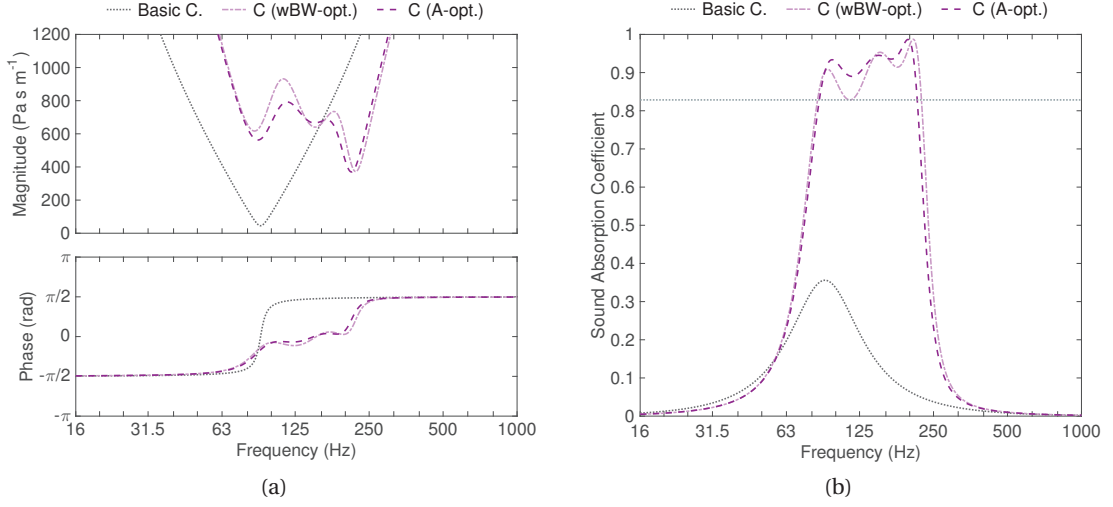 Basic C. C (wBW-opt.) C (A-opt.)
1200
1000
800
600
400
200
0
Magnitude (Pa s m⁻¹)
π
π/2
0
-π/2
-π
Phase (rad)
16 31.5 63 125 250 500 1000
Frequency (Hz)
(a)
Basic C. C (wBW-opt.) C (A-opt.)
1
0.9
0.8
0.7
0.6
0.5
0.4
0.3
0.2
0.1
0
Sound Absorption Coefficient
16 31.5 63 125 250 500 1000
Frequency (Hz)
(b)